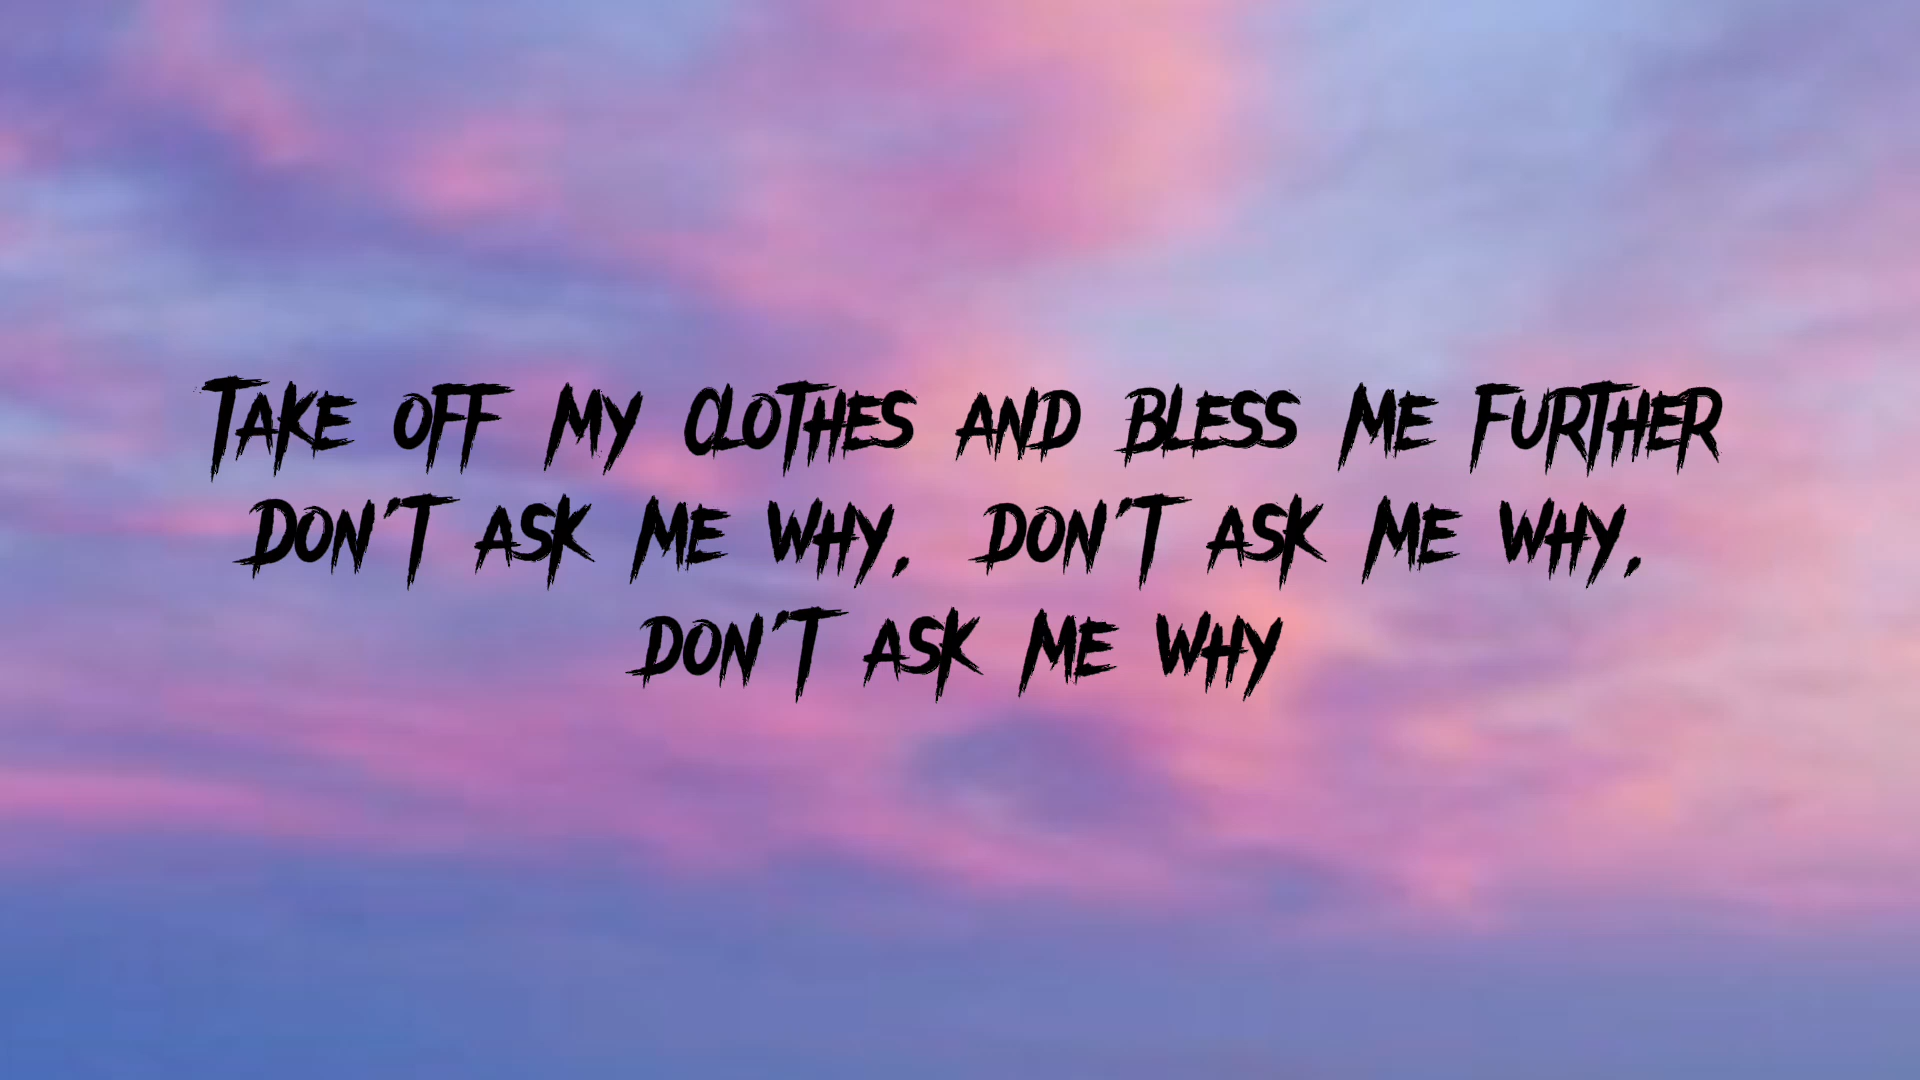 Take off my clothes and bless me further
Don't ask me why, Don't ask me why,
Don't ask me why